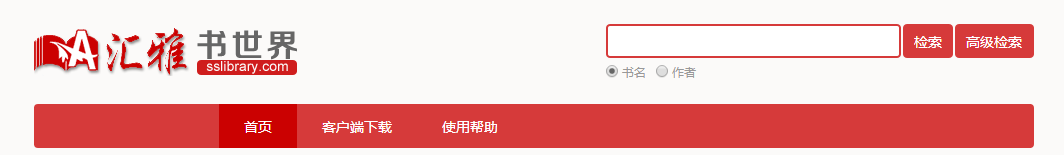 A 汇雅 书世界
sslibrary.com
检索 高级检索
书名 作者
首页 客户端下载 使用帮助